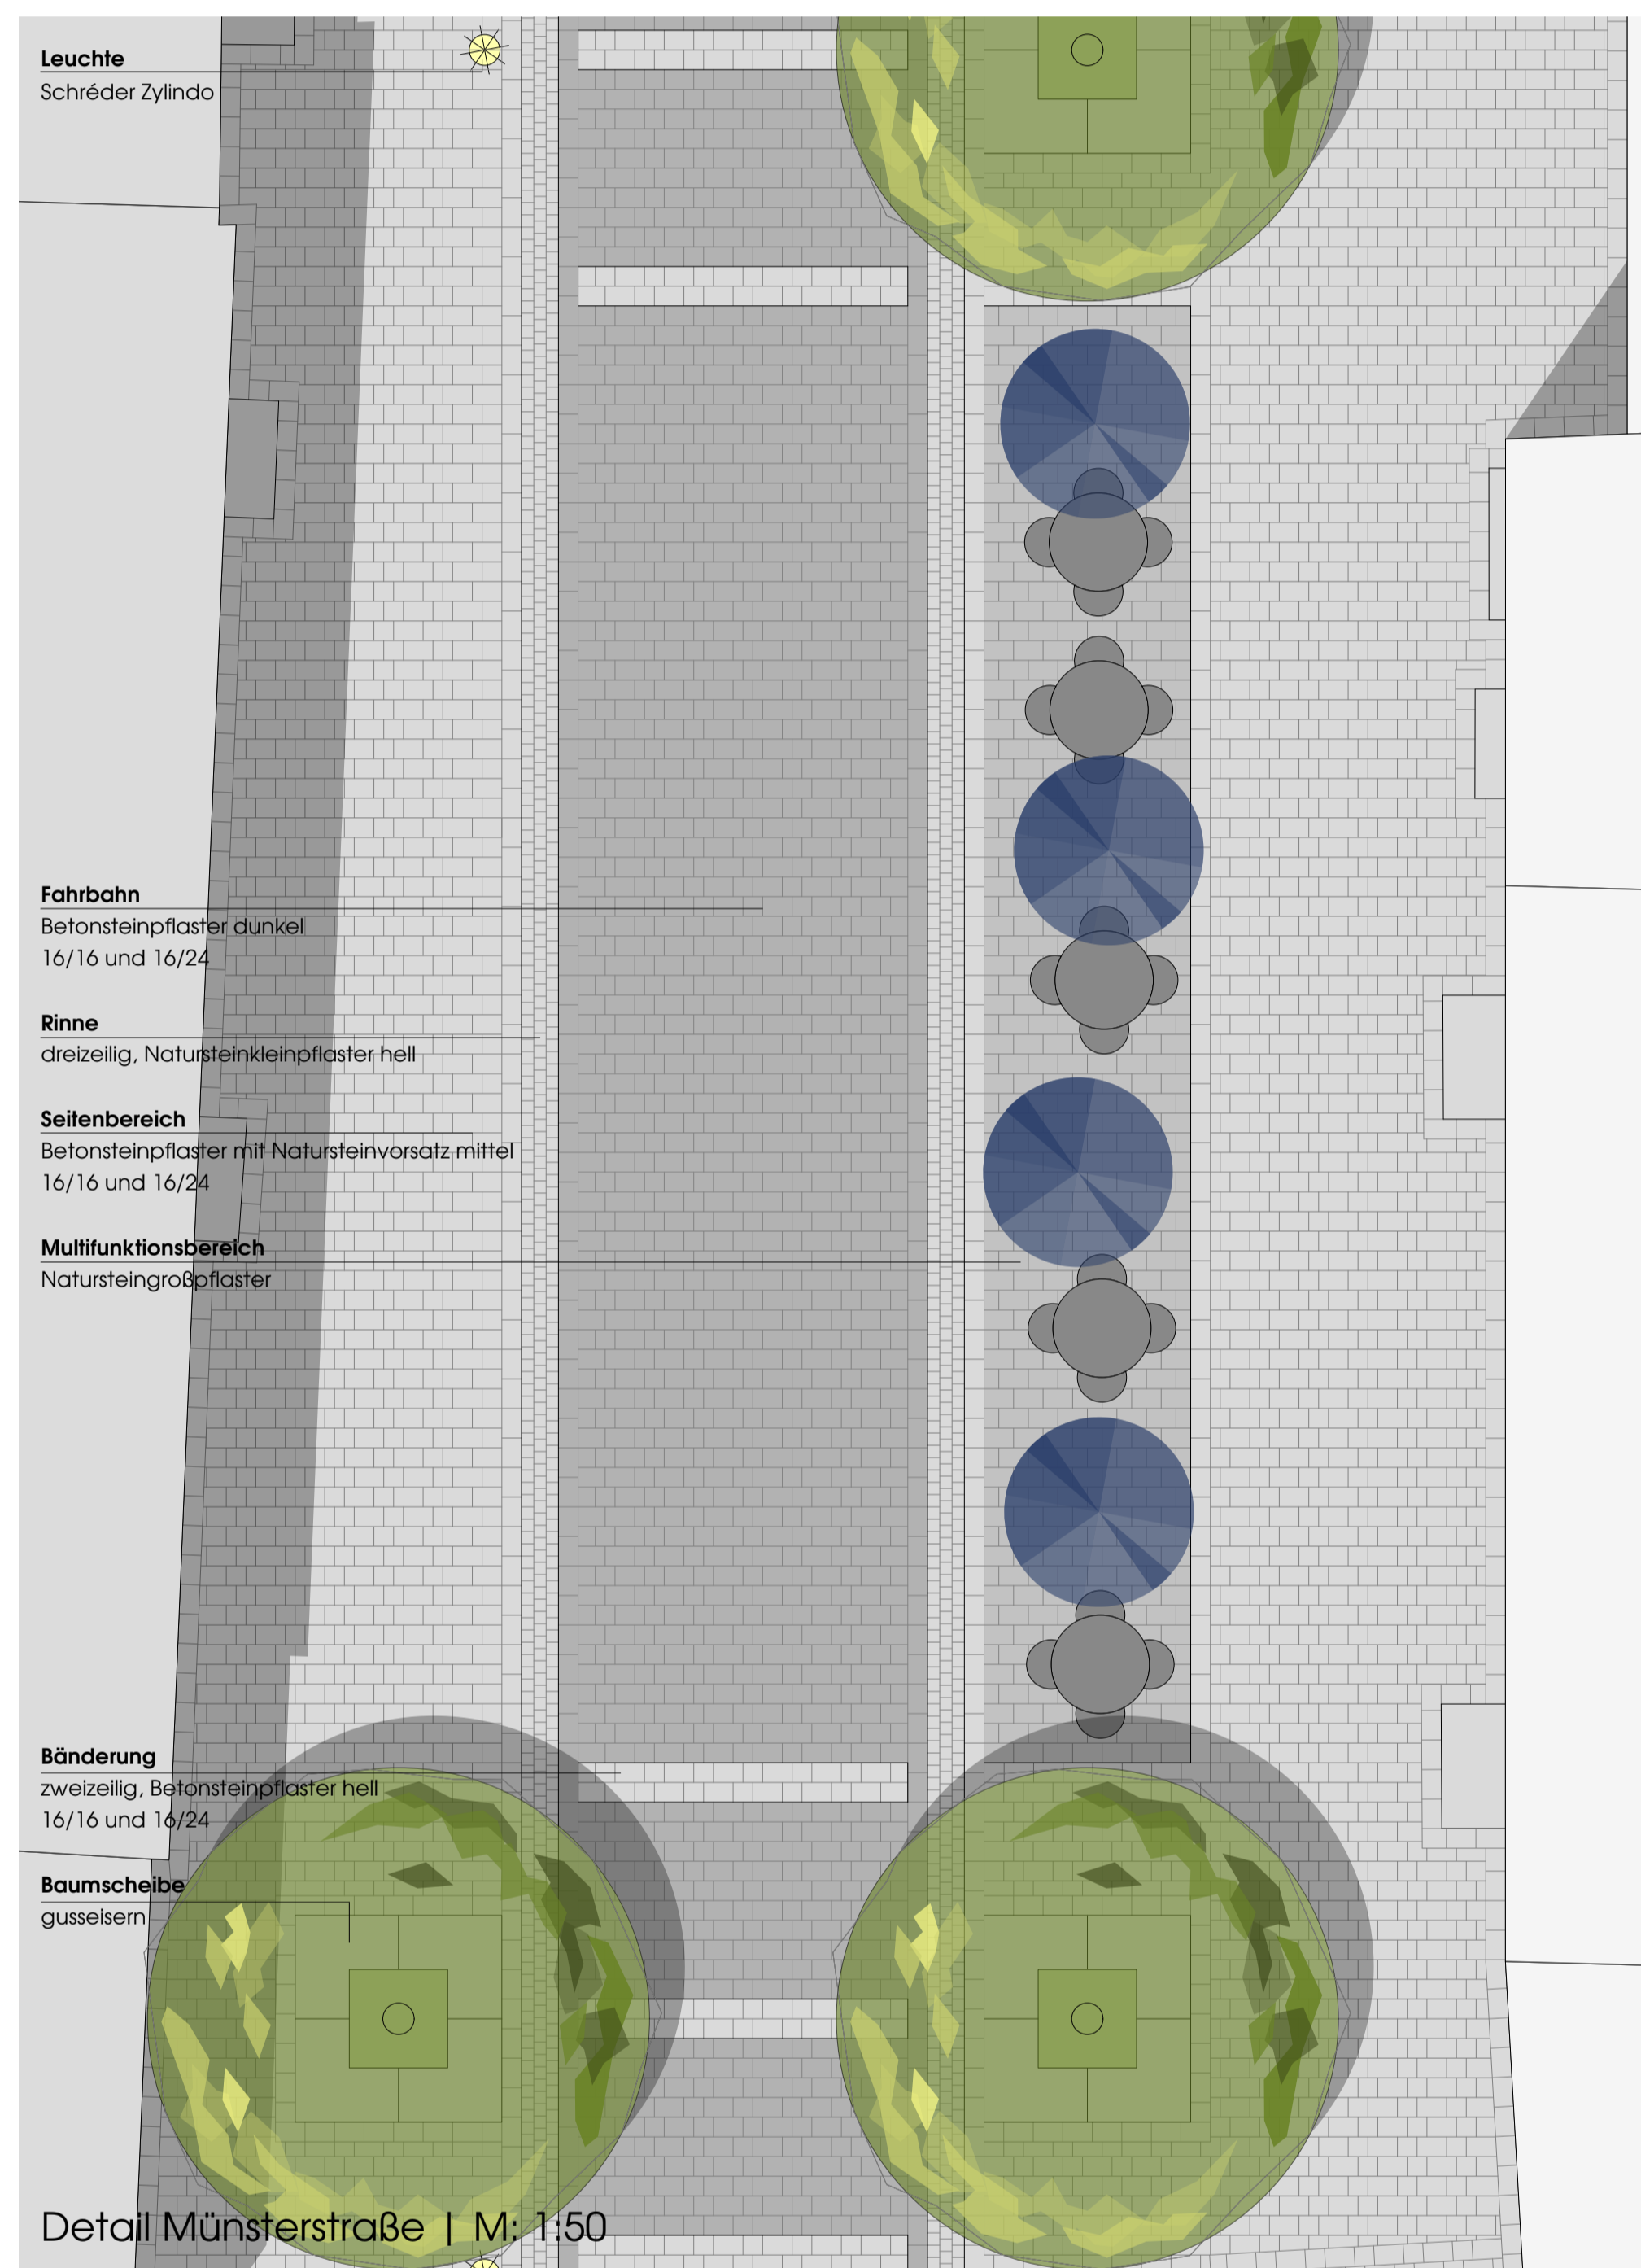 Leuchte
Schréder Zylindo
Fahrbahn
Betonsteinpflaster dunkel
16/16 und 16/24
Rinne
dreizeilig, Natursteinkleinpflaster hell
Seitenbereich
Betonsteinpflaster mit Natursteinvorsatz mittel
16/16 und 16/24
Multifunktionsbereich
Natursteingroßpflaster
Bänderung
zweizeilig, Betonsteinpflaster hell
16/16 und 16/24
Baumscheibe
gusseisern
Detail Münsterstraße | M: 1:50